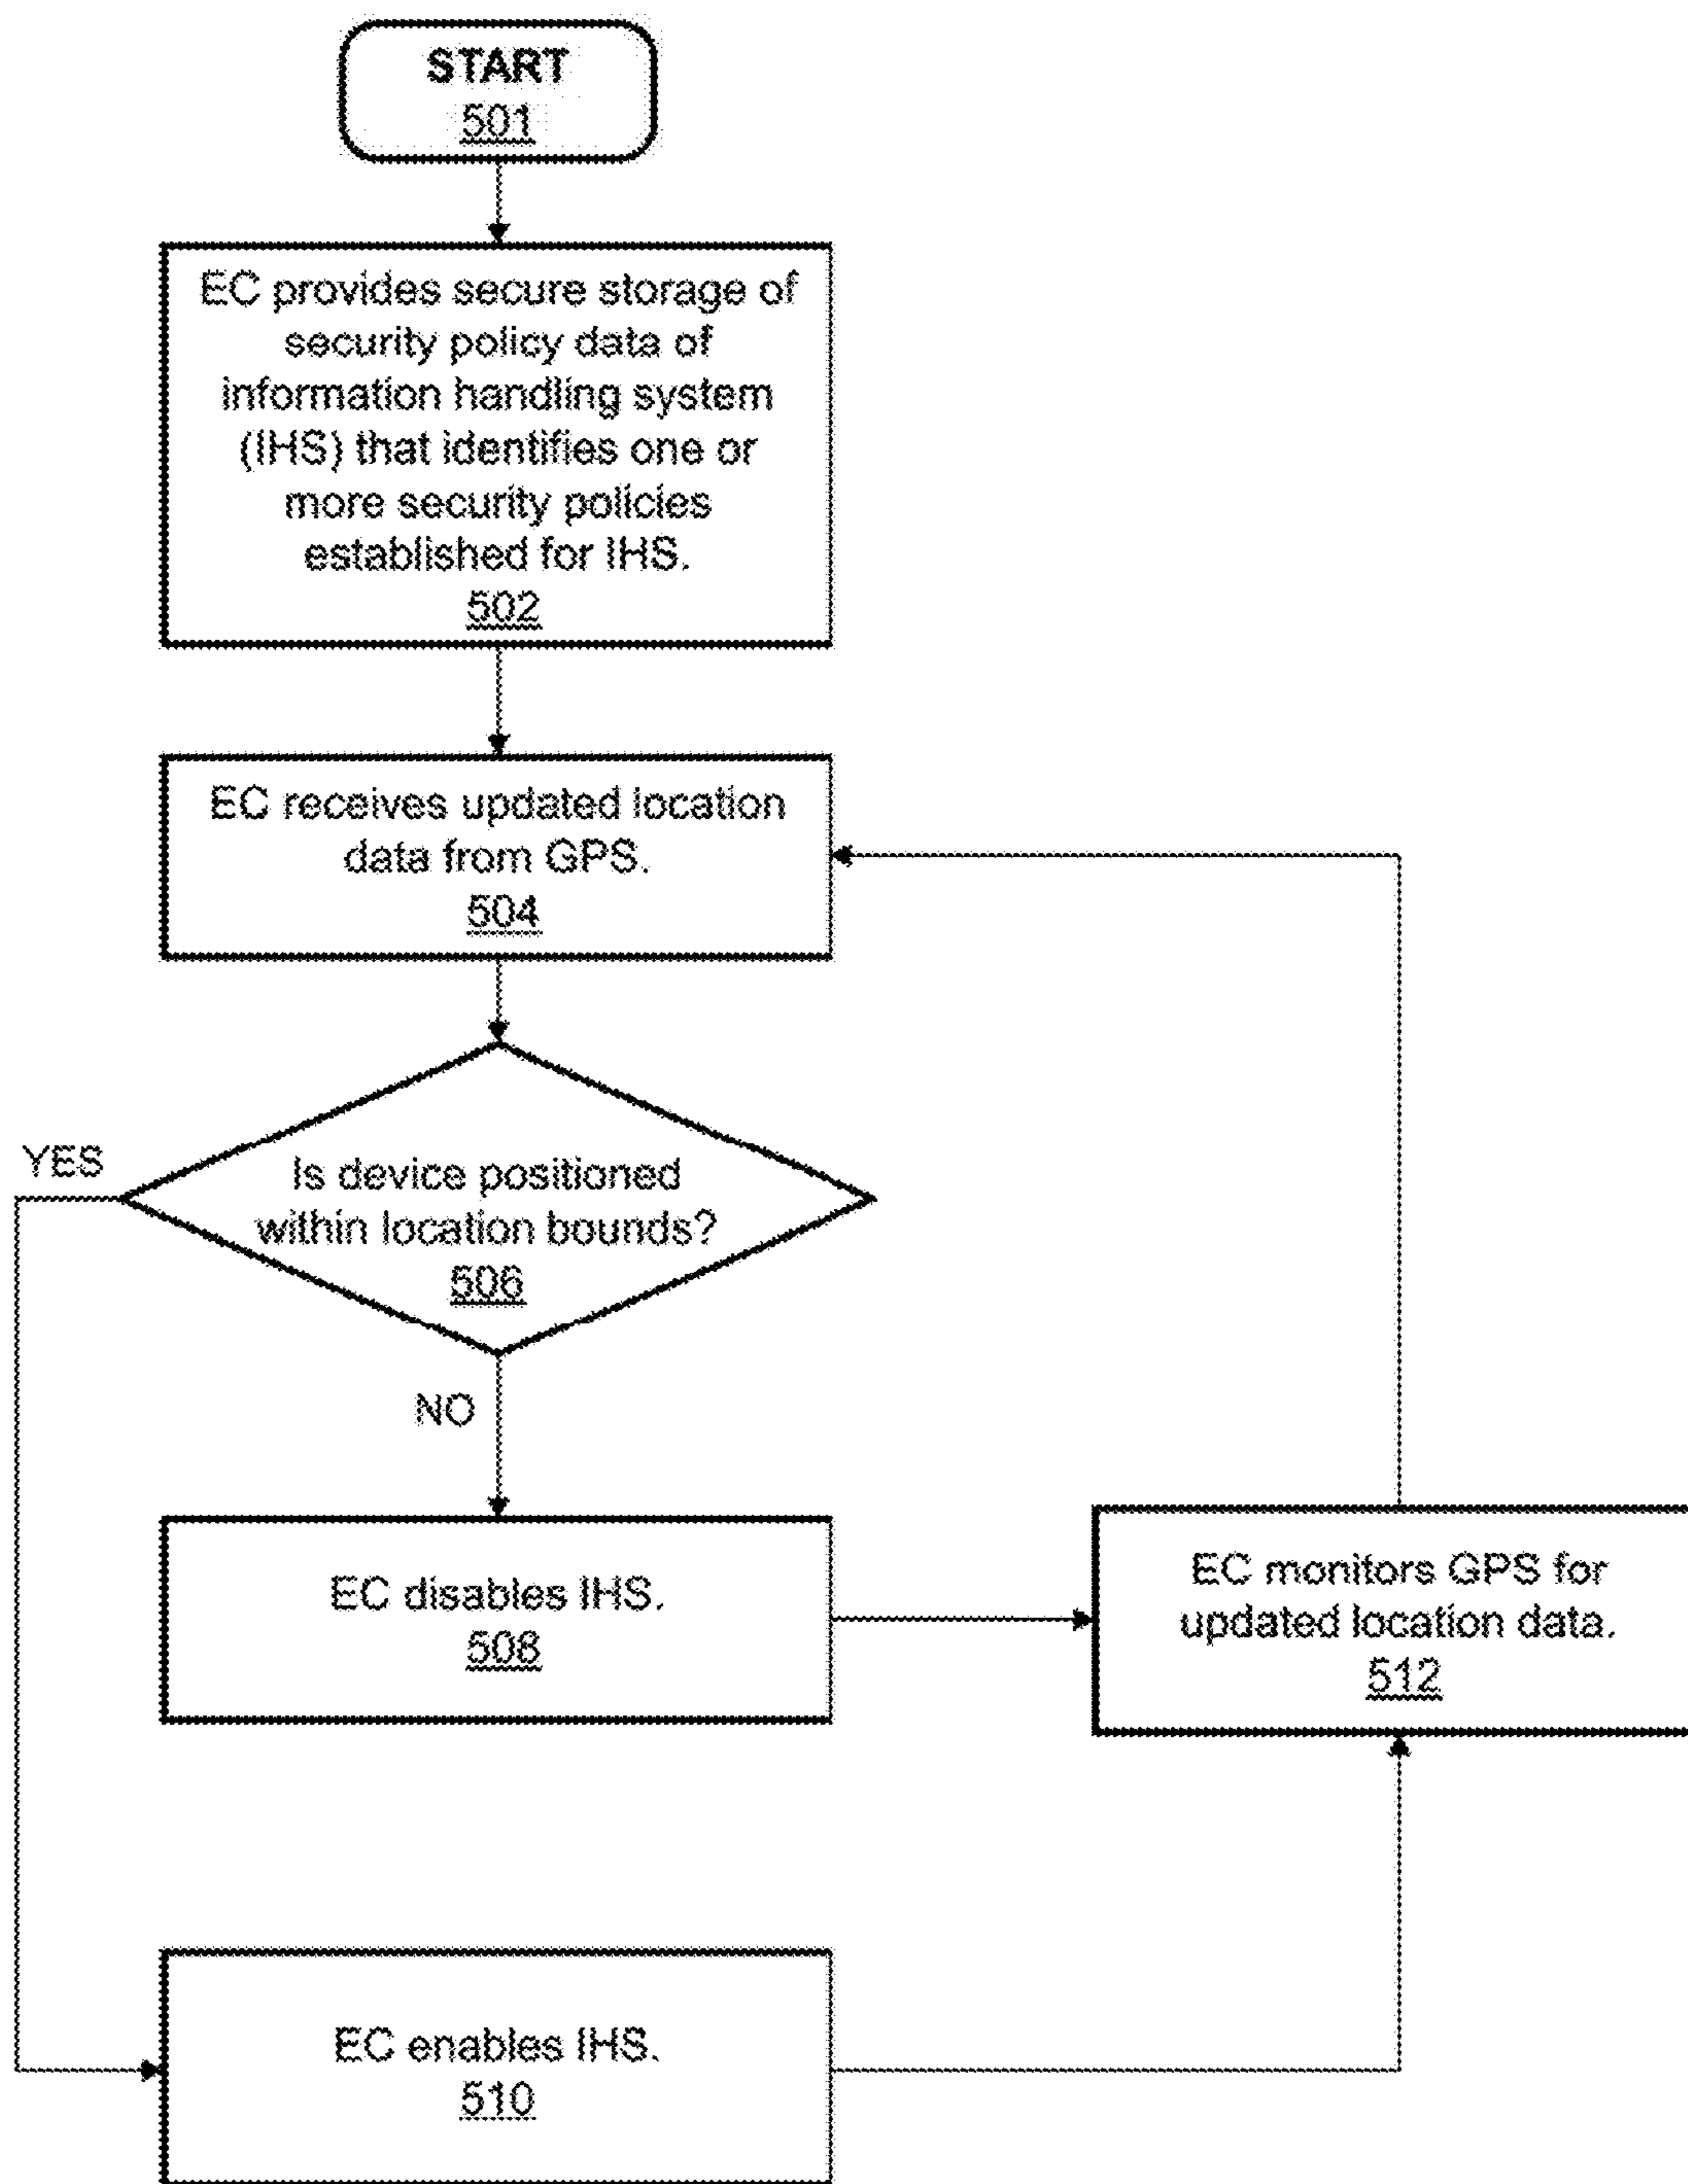 START
501
EC provides secure storage of
security policy data of
information handling system
(IHS) that identifies one or
more security policies
established for IHS.
502
EC receives updated location
data from GPS.
504
YES
Is device positioned
within location bounds?
506
NO
EC disables IHS.
508
EC monitors GPS for
updated location data.
512
EC enables IHS.
510